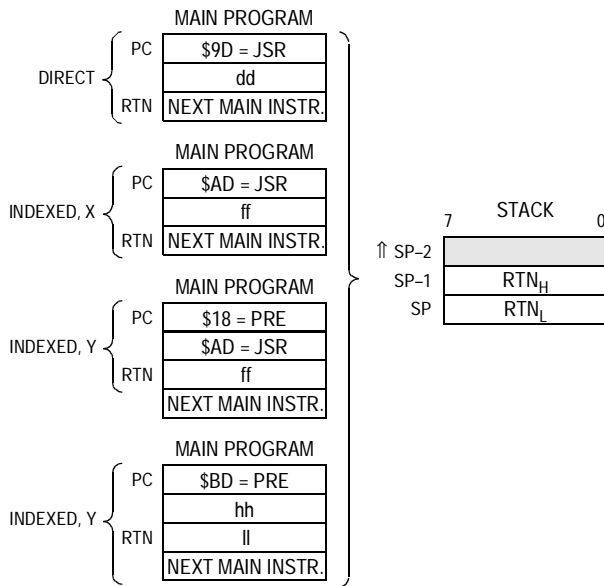 MAIN PROGRAM
PC $9D = JSR
DIRECT dd
RTN NEXT MAIN INSTR.
MAIN PROGRAM
PC $AD = JSR
INDEXED, X ff
RTN NEXT MAIN INSTR.
MAIN PROGRAM
PC $18 = PRE
INDEXED, Y $AD = JSR
RTN ff
NEXT MAIN INSTR.
MAIN PROGRAM
PC $BD = PRE
INDEXED, Y hh
RTN ll
NEXT MAIN INSTR.
7 STACK 0
⇑ SP–2
SP–1 RTNH
SP RTNL